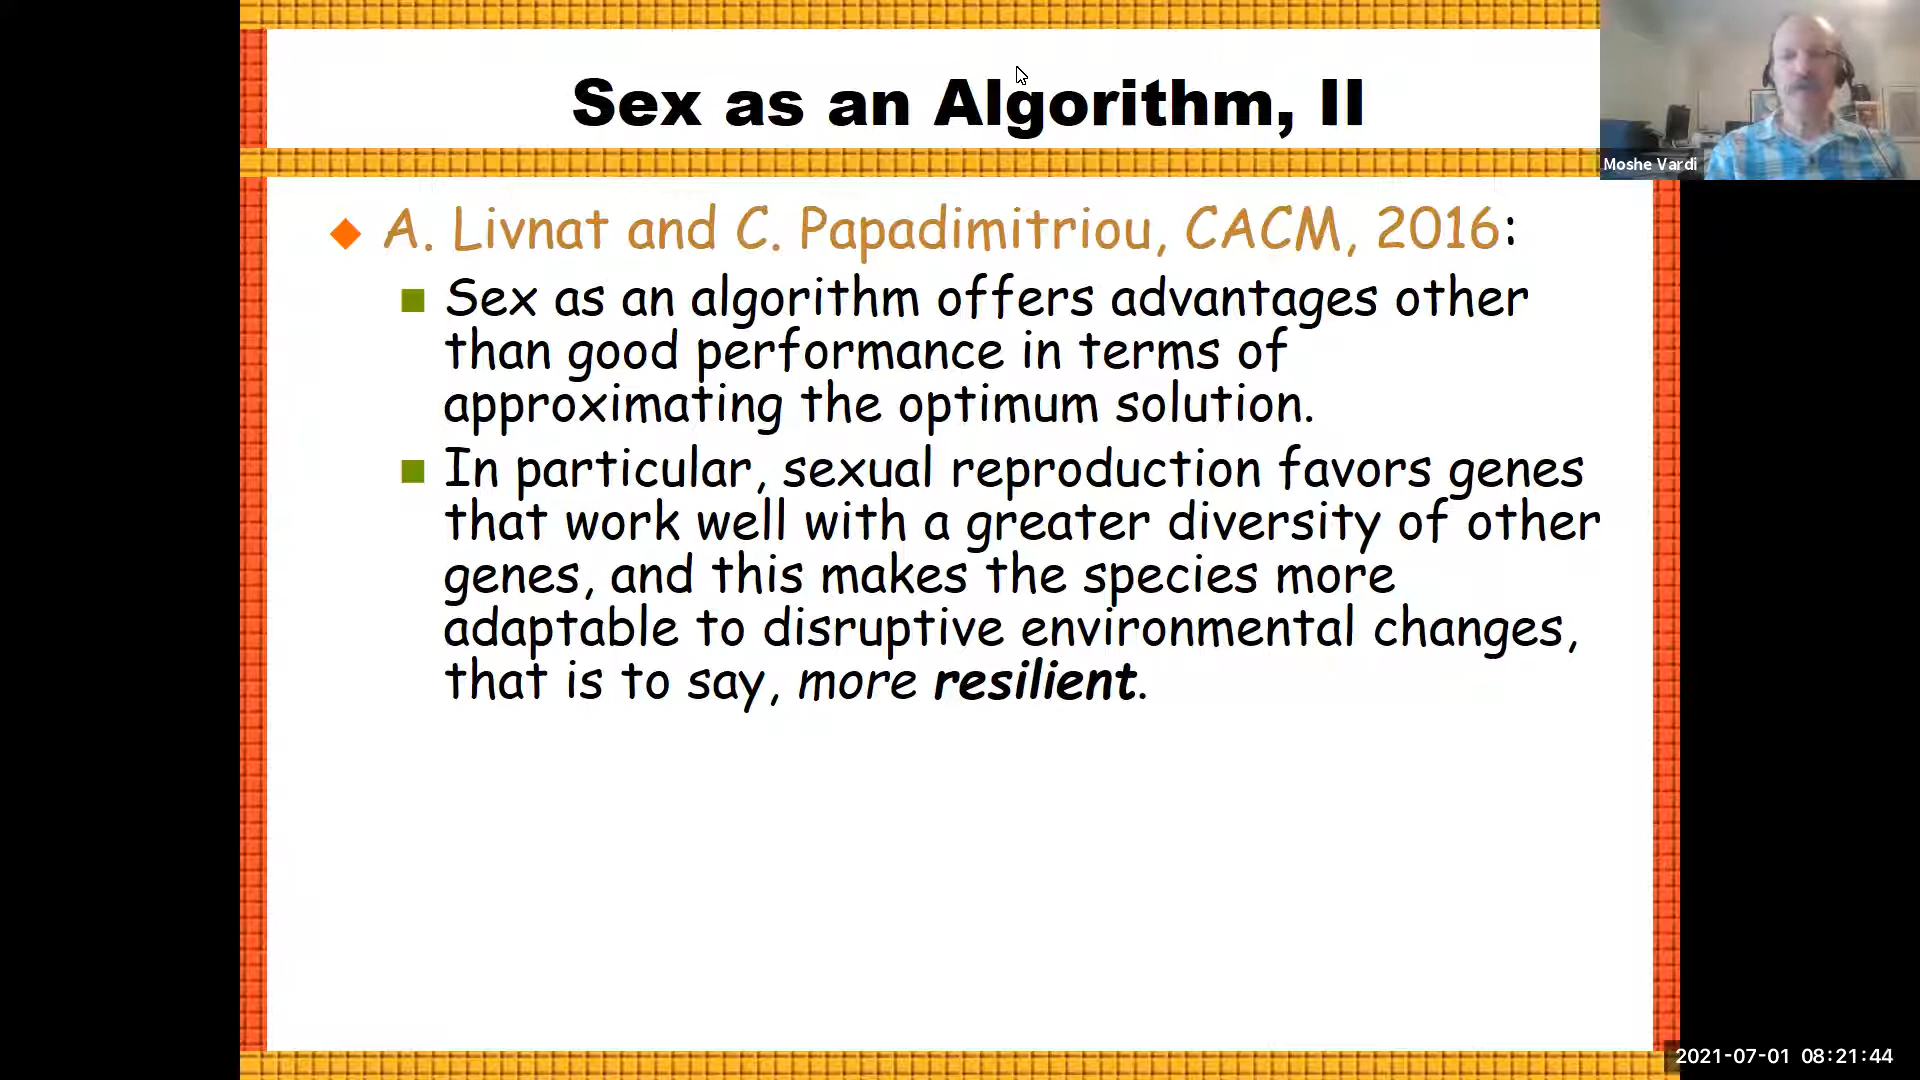 Sex as an Algorithm, II
Moshe Vardi
A. Livnat and C. Papadimitriou, CACM, 2016:
Sex as an algorithm offers advantages other
than good performance in terms of
approximating the optimum solution.
In particular, sexual reproduction favors genes
that work well with a greater diversity of other
genes, and this makes the species more
adaptable to disruptive environmental changes,
that is to say, more resilient.
2021-07-01 08:21:44